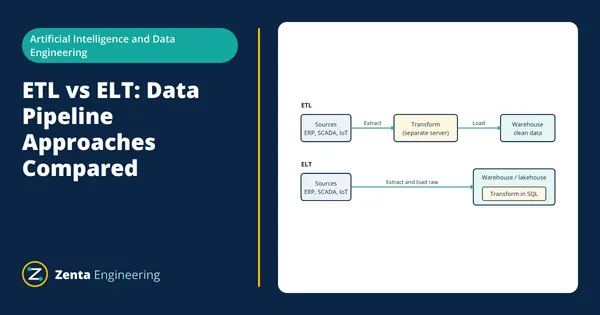 Artificial Intelligence and Data
Engineering
ETL vs ELT: Data
Pipeline
Approaches
Compared
Zenta Engineering
ETL
Sources
ERP, SCADA, IoT
Extract
Transform
(separate server)
Load
Warehouse
clean data
ELT
Sources
ERP, SCADA, IoT
Extract and load raw
Warehouse / lakehouse
Transform in SQL